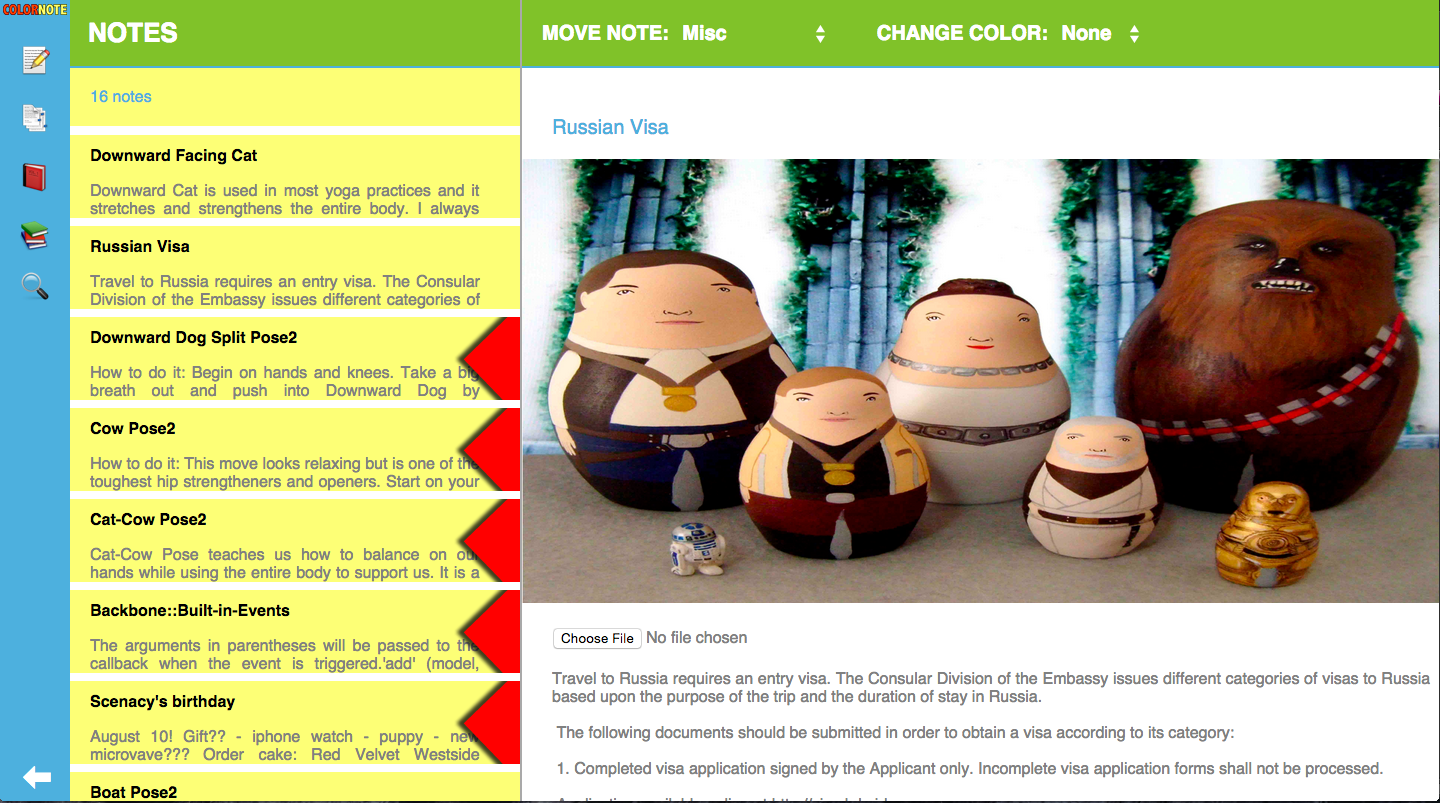 COLORNOTE
NOTES
MOVE NOTE: Misc
CHANGE COLOR: None
16 notes
Downward Facing Cat
Downward Cat is used in most yoga practices and it
stretches and strengthens the entire body. I always
Russian Visa
Travel to Russia requires an entry visa. The Consular
Division of the Embassy issues different categories of
Downward Dog Split Pose2
How to do it: Begin on hands and knees. Take a big
breath out and push into Downward Dog by
Cow Pose2
How to do it: This move looks relaxing but is one of the
toughest hip strengtheners and openers. Start on your
Cat-Cow Pose2
Cat-Cow Pose teaches us how to balance on our
hands while using the entire body to support us. It is a
Backbone::Built-in-Events
The arguments in parentheses will be passed to the
callback when the event is triggered.'add' (model,
Scenacy's birthday
August 10! Gift?? - iphone watch - puppy - new
microvave??? Order cake: Red Velvet Westside
Boat Pose2
Russian Visa
Choose File No file chosen
Travel to Russia requires an entry visa. The Consular Division of the Embassy issues different categories of visas to Russia
based upon the purpose of the trip and the duration of stay in Russia.
The following documents should be submitted in order to obtain a visa according to its category:
1. Completed visa application signed by the Applicant only. Incomplete visa application forms shall not be processed.